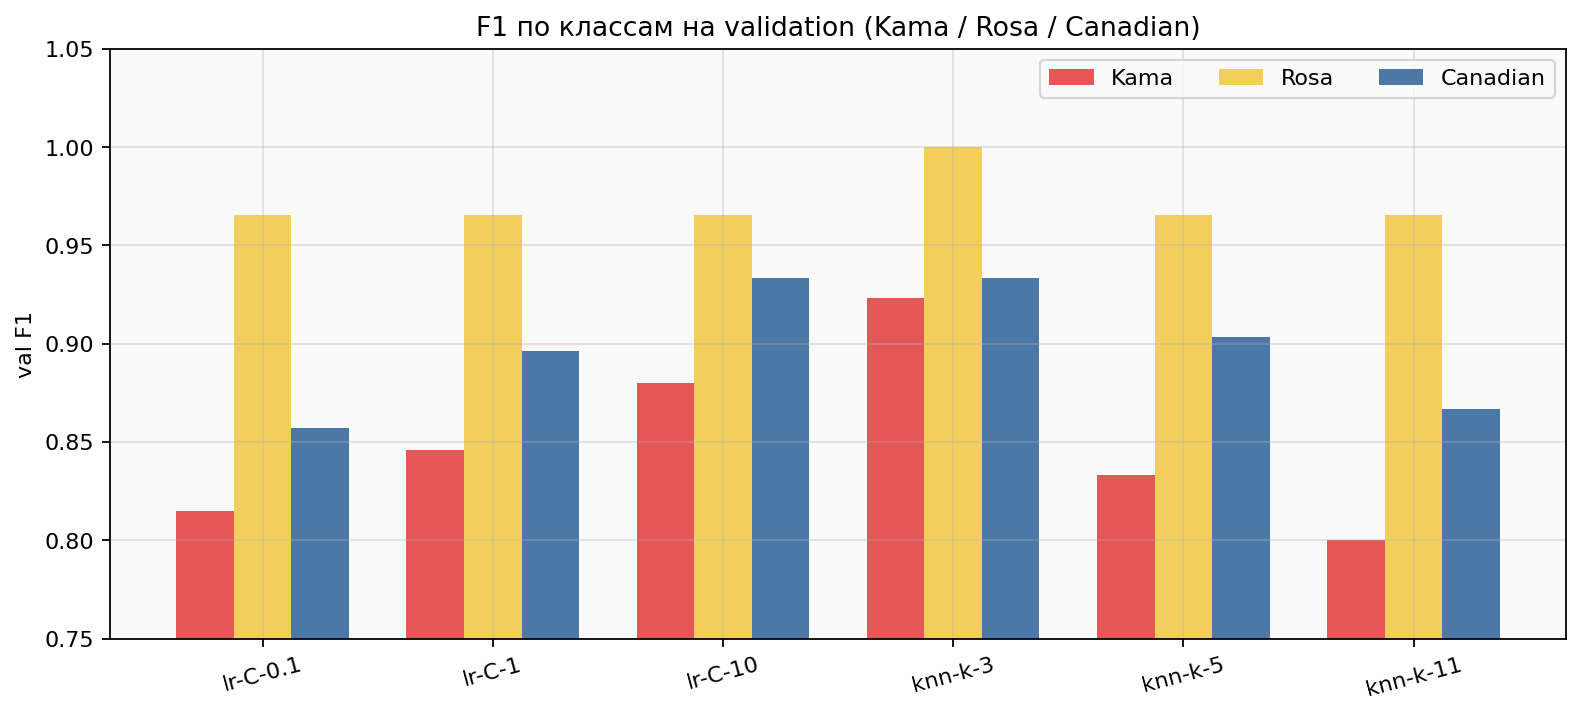 F1 по классам на validation (Kama / Rosa / Canadian)
Kama Rosa Canadian
val F1
1.05
1.00
0.95
0.90
0.85
0.80
0.75
lr-C-0.1 lr-C-1 lr-C-10 knn-k-3 knn-k-5 knn-k-11